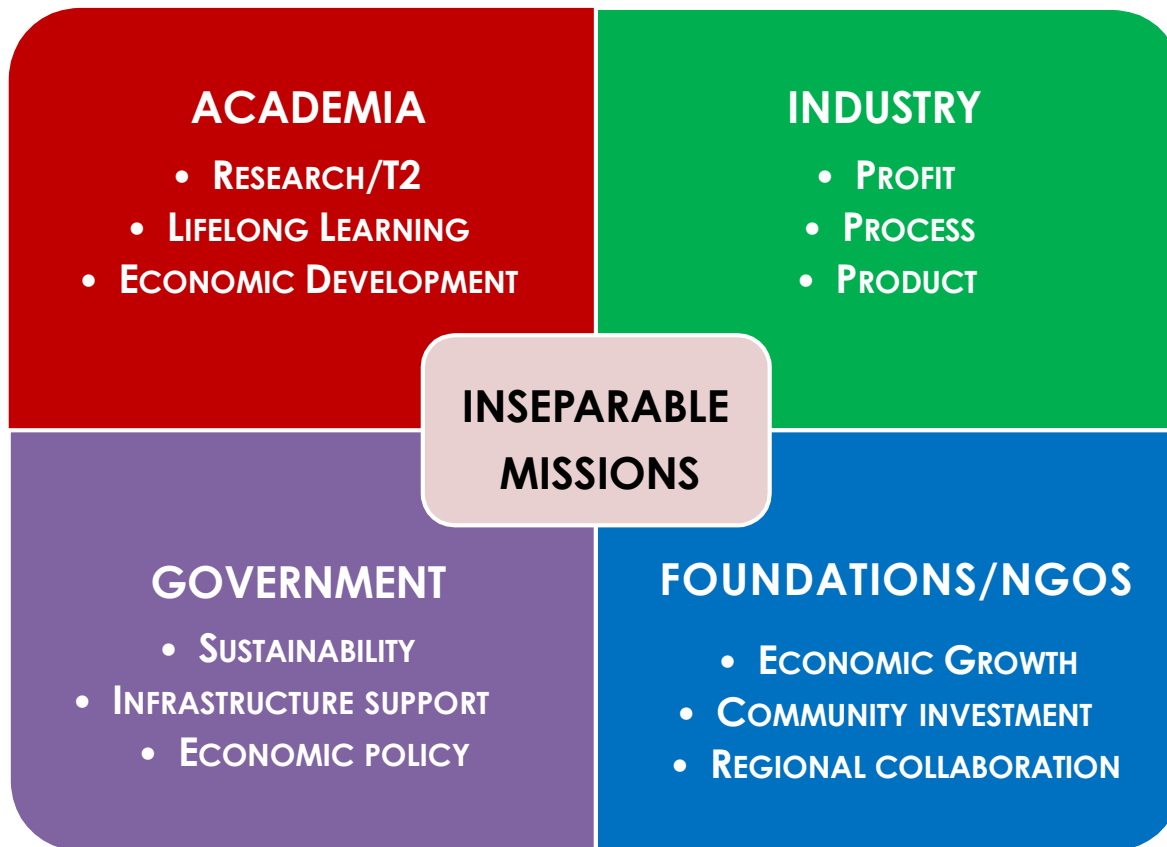 ACADEMIA
• RESEARCH/T2
• LIFELONG LEARNING
• ECONOMIC DEVELOPMENT
INDUSTRY
• PROFIT
• PROCESS
• PRODUCT
INSEPARABLE
MISSIONS
GOVERNMENT
• SUSTAINABILITY
• INFRASTRUCTURE SUPPORT
• ECONOMIC POLICY
FOUNDATIONS/NGOS
• ECONOMIC GROWTH
• COMMUNITY INVESTMENT
• REGIONAL COLLABORATION